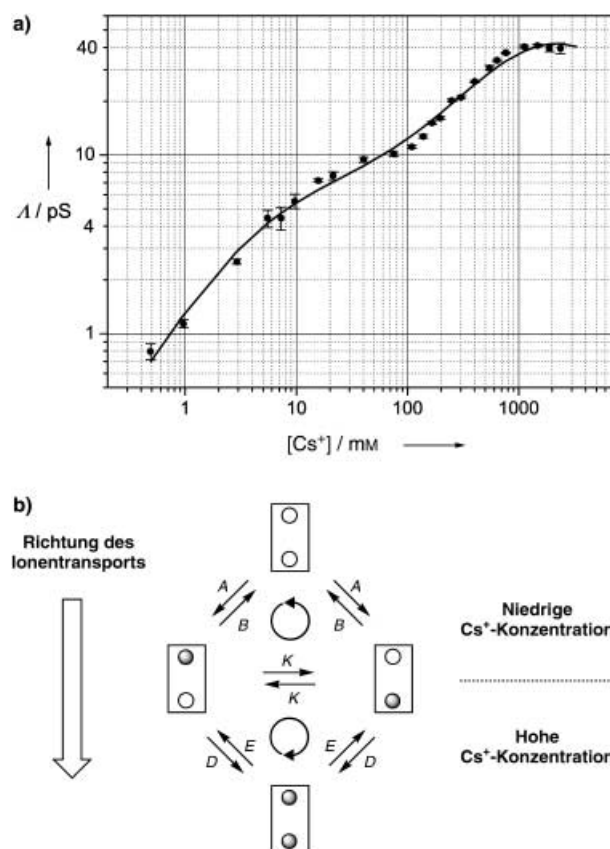 a)
40
10
4
1
Λ / pS
1
10
100
1000
[Cs⁺] / mM
b)
Richtung des
Ionentransports
A
A
B
B
K
K
E
E
D
D
Niedrige
Cs⁺-Konzentration
Hohe
Cs⁺-Konzentration